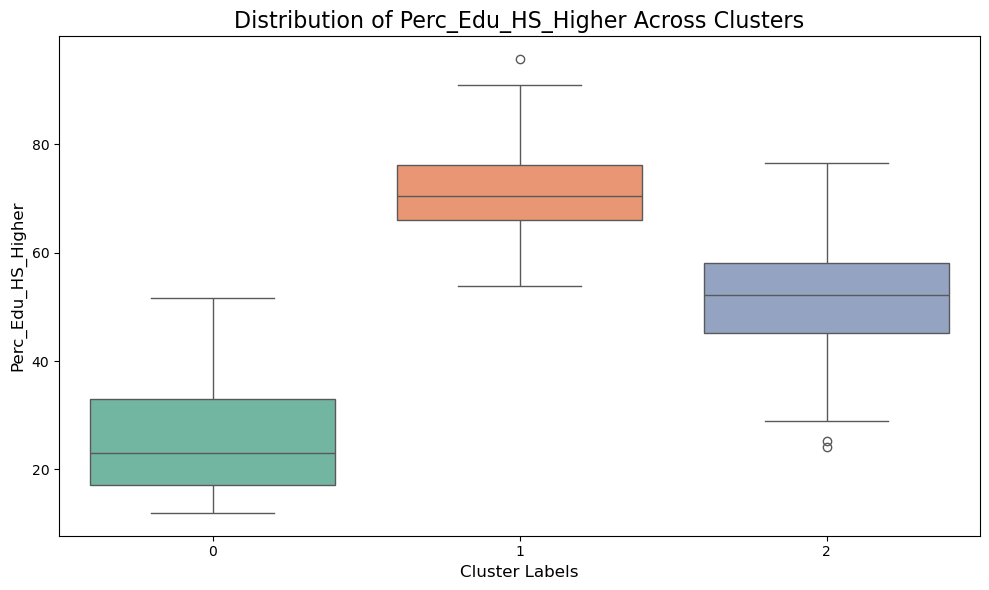 Distribution of Perc_Edu_HS_Higher Across Clusters
Perc_Edu_HS_Higher
80
60
40
20
0 1 2
Cluster Labels